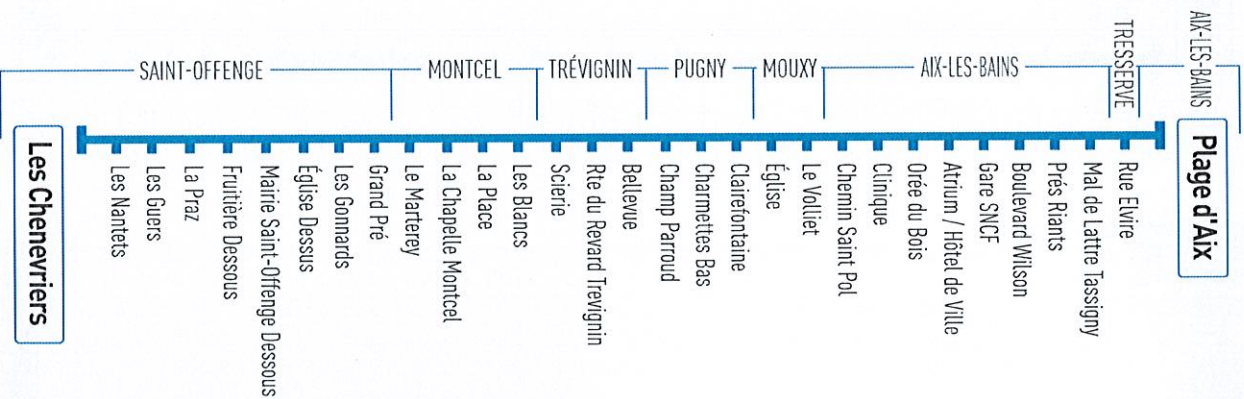 SAINT-OFFENGE
MONTCEL
TRÉVIGNIN
PUGNY
MOUXY
AIX-LES-BAINS
TRESSERVE
AIX-LES-BAINS
Les Chenevriers
Les Nantets
Les Guers
La Praz
Fruitière Dessous
Mairie Saint-Offenge Dessous
Église Dessus
Les Gonnards
Grand Pré
Le Marterey
La Chapelle Montcel
La Place
Les Blancs
Scierie
Rte du Revard Trevignin
Bellevue
Champ Parroud
Charmettes Bas
Clairefontaine
Église
Le Volliet
Chemin Saint Pol
Clinique
Orée du Bois
Atrium / Hôtel de Ville
Gare SNCF
Boulevard Wilson
Prés Riants
Mal de Lattre Tassigny
Rue Elvire
Plage d'Aix